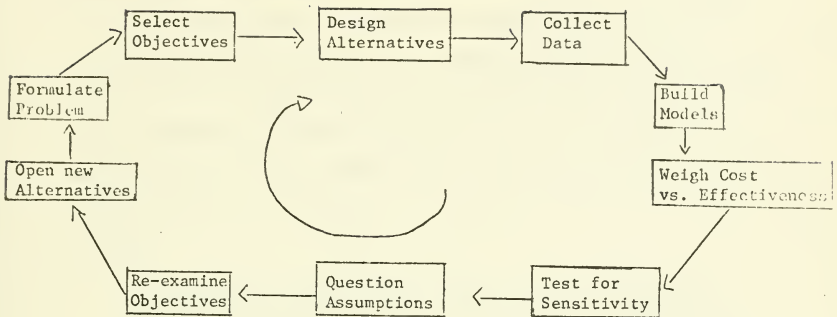 Select
Objectives
Design
Alternatives
Collect
Data
Formulate
Problem
Build
Models
Open new
Alternatives
Weigh Cost
vs. Effectiveness
Re-examine
Objectives
Question
Assumptions
Test for
Sensitivity